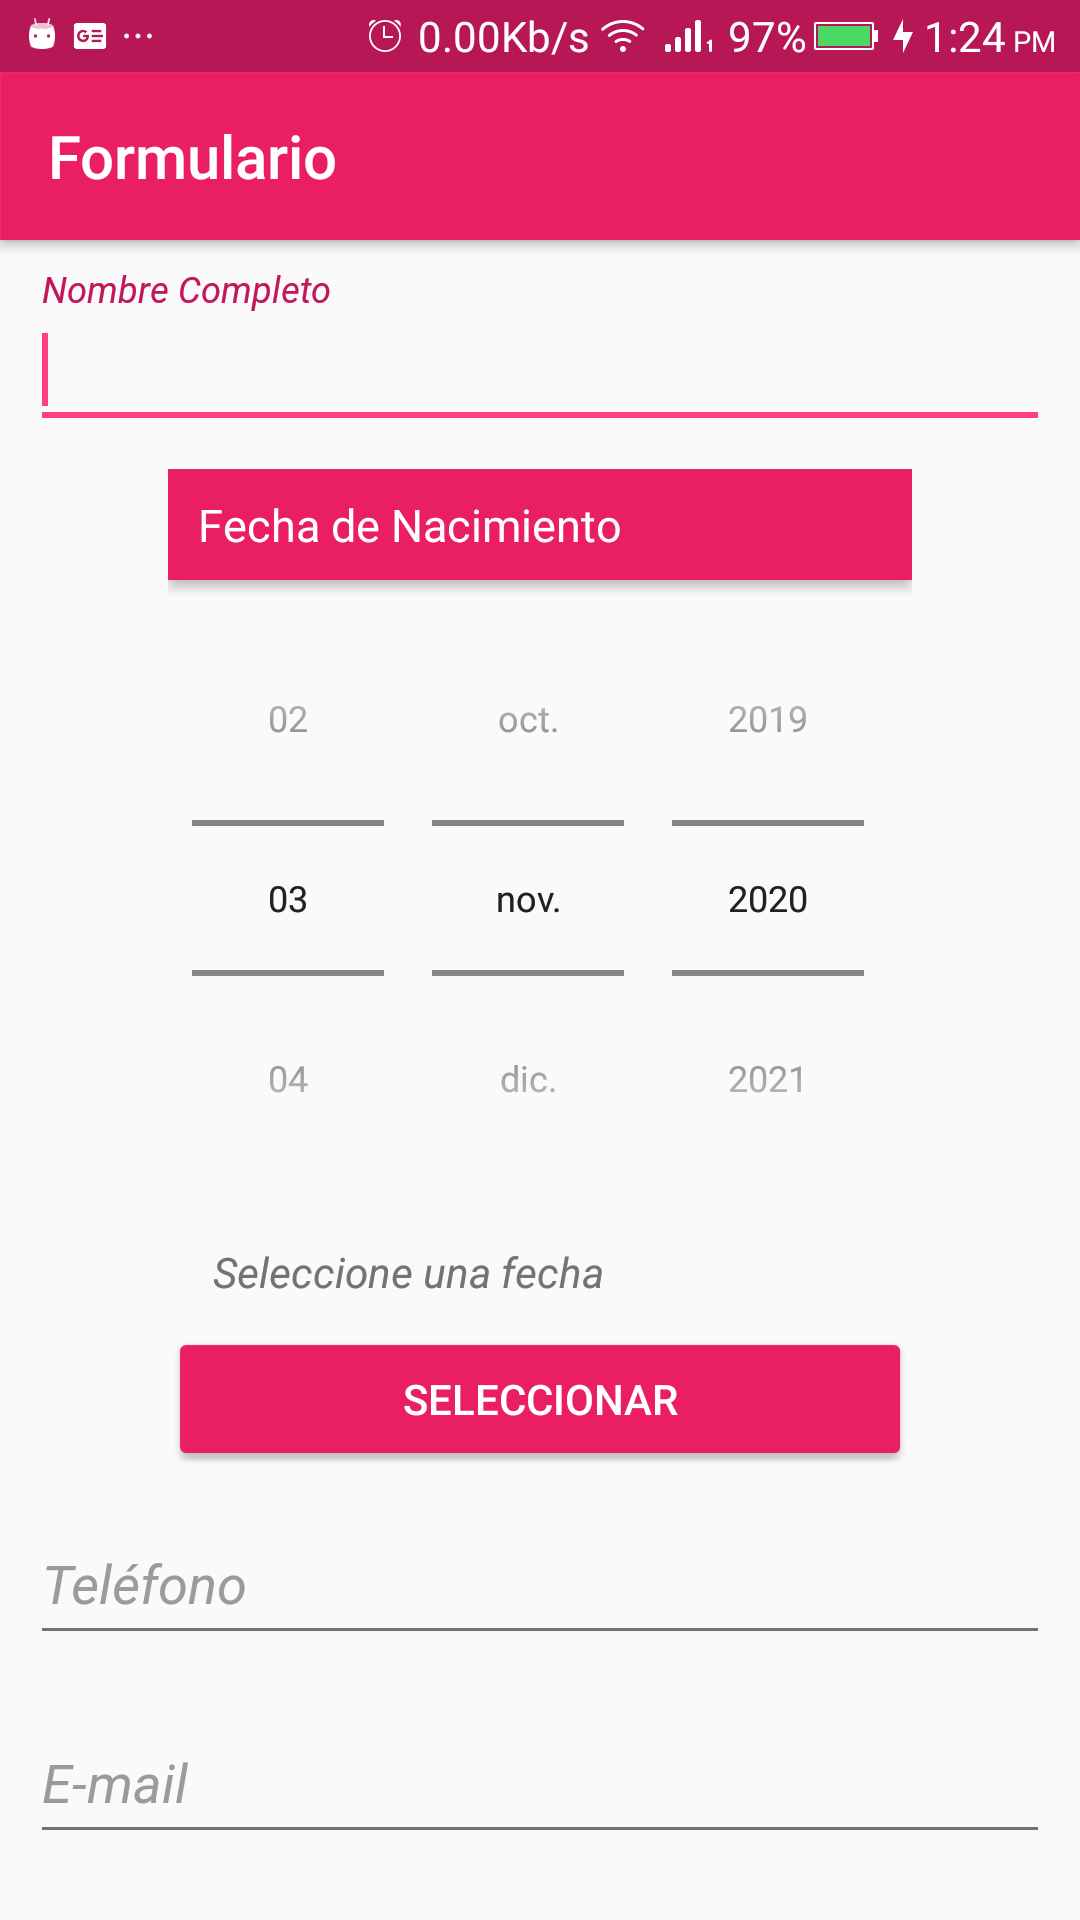 0.00Kb/s 97% 1:24 PM
Formulario
Nombre Completo
Fecha de Nacimiento
02 oct. 2019
03 nov. 2020
04 dic. 2021
Seleccione una fecha
SELECCIONAR
Teléfono
E-mail